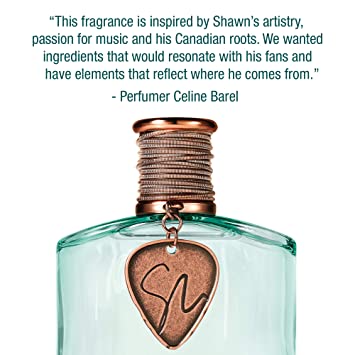 “This fragrance is inspired by Shawn’s artistry,
passion for music and his Canadian roots. We wanted
ingredients that would resonate with his fans and
have elements that reflect where he comes from.”
- Perfumer Celine Barel